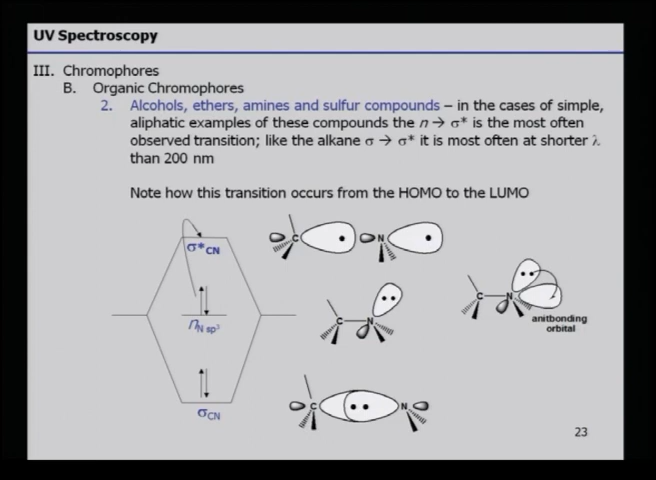 UV Spectroscopy
III. Chromophores
B. Organic Chromophores
2. Alcohols, ethers, amines and sulfur compounds – in the cases of simple,
aliphatic examples of these compounds the n → σ* is the most often
observed transition; like the alkane σ → σ* it is most often at shorter λ
than 200 nm
Note how this transition occurs from the HOMO to the LUMO
σ*CN
C N
nN sp³
C N
C N
anitbonding
orbital
σCN
C N
23